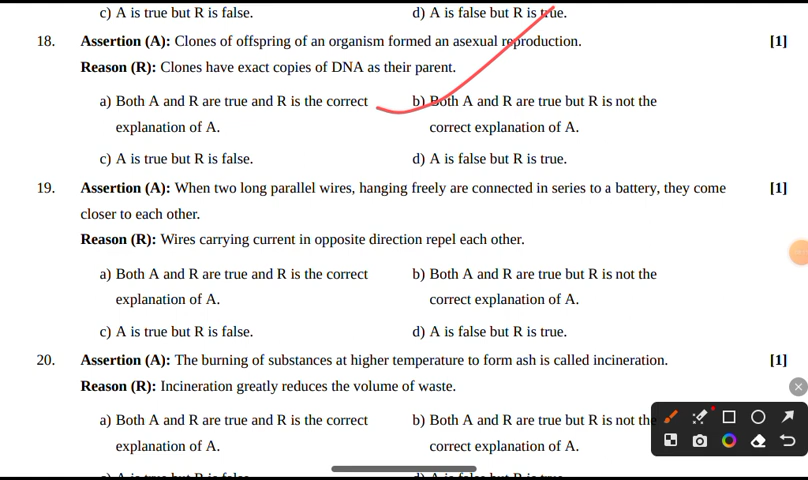 c) A is true but R is false. d) A is false but R is true.
18. Assertion (A): Clones of offspring of an organism formed an asexual reproduction. [1]
Reason (R): Clones have exact copies of DNA as their parent.
a) Both A and R are true and R is the correct b) Both A and R are true but R is not the
explanation of A. correct explanation of A.
c) A is true but R is false. d) A is false but R is true.
19. Assertion (A): When two long parallel wires, hanging freely are connected in series to a battery, they come [1]
closer to each other.
Reason (R): Wires carrying current in opposite direction repel each other.
a) Both A and R are true and R is the correct b) Both A and R are true but R is not the
explanation of A. correct explanation of A.
c) A is true but R is false. d) A is false but R is true.
20. Assertion (A): The burning of substances at higher temperature to form ash is called incineration. [1]
Reason (R): Incineration greatly reduces the volume of waste.
a) Both A and R are true and R is the correct b) Both A and R are true but R is not the
explanation of A. correct explanation of A.